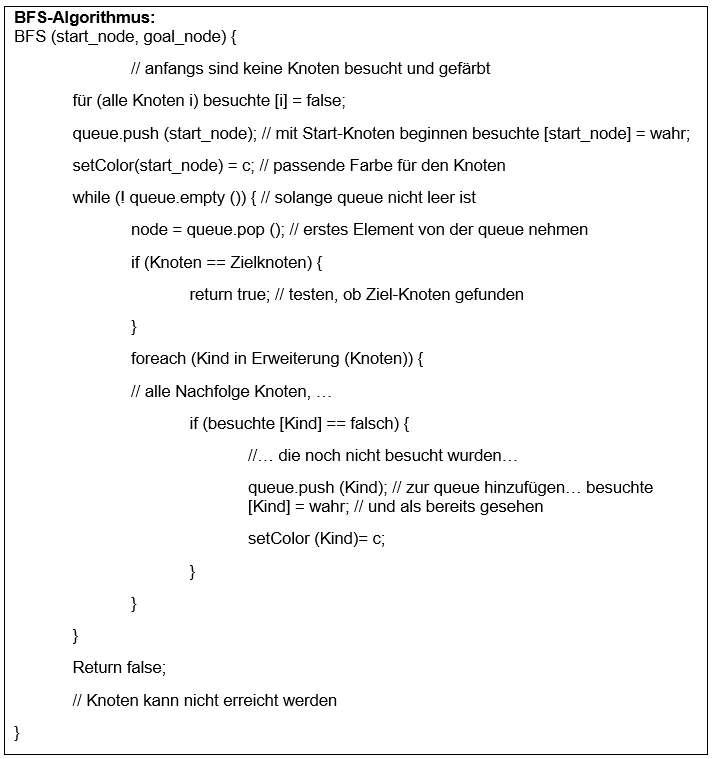 BFS-Algorithmus:
BFS (start_node, goal_node) {
// anfangs sind keine Knoten besucht und gefärbt
für (alle Knoten i) besuchte [i] = false;
queue.push (start_node); // mit Start-Knoten beginnen besuchte [start_node] = wahr;
setColor(start_node) = c; // passende Farbe für den Knoten
while (! queue.empty ()) { // solange queue nicht leer ist
node = queue.pop (); // erstes Element von der queue nehmen
if (Knoten == Zielknoten) {
return true; // testen, ob Ziel-Knoten gefunden
}
foreach (Kind in Erweiterung (Knoten)) {
// alle Nachfolge Knoten, …
if (besuchte [Kind] == falsch) {
//… die noch nicht besucht wurden…
queue.push (Kind); // zur queue hinzufügen… besuchte
[Kind] = wahr; // und als bereits gesehen
setColor (Kind)= c;
}
}
}
Return false;
// Knoten kann nicht erreicht werden
}